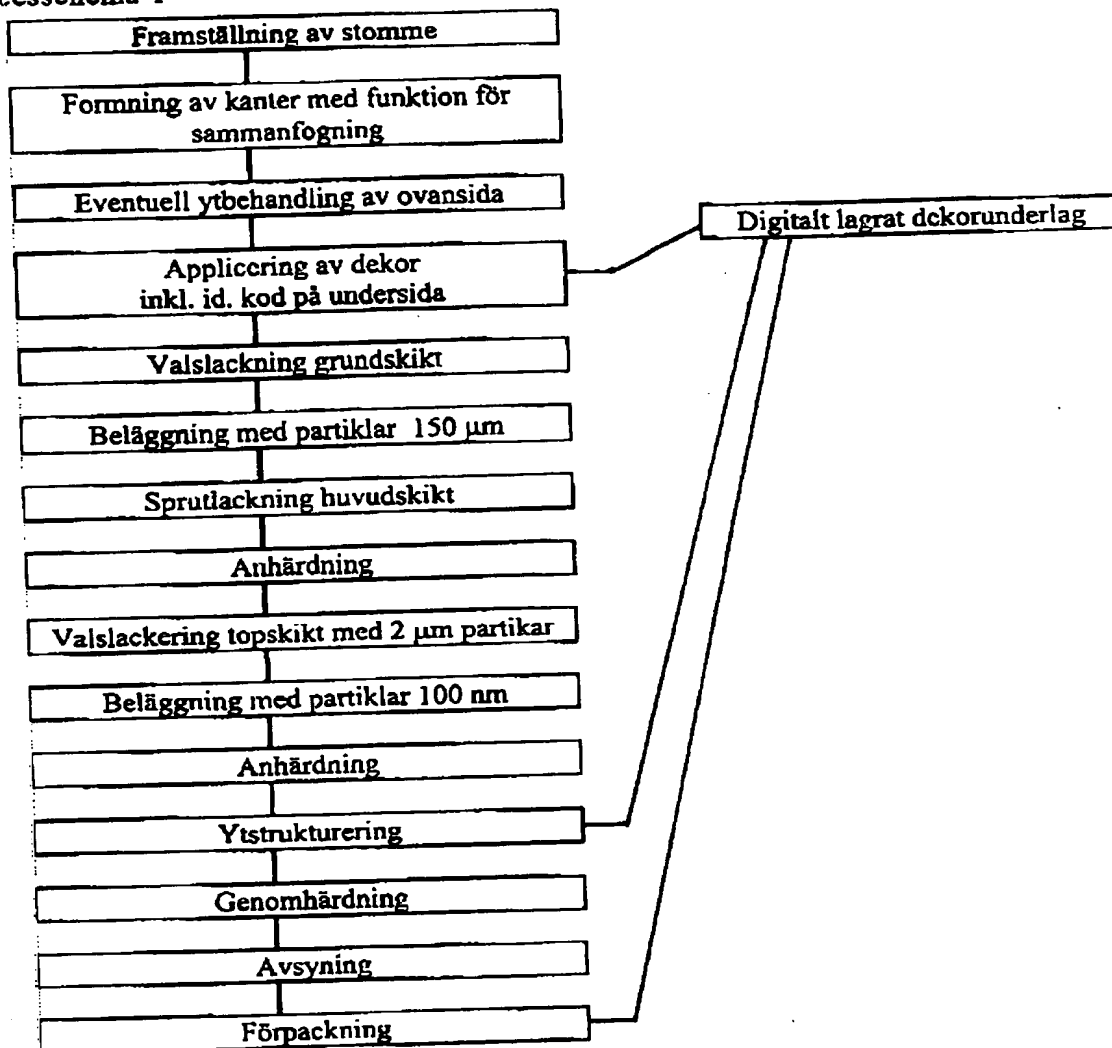 Framställning av stomme
Formning av kanter med funktion för
sammanfogning
Eventuell ytbehandling av ovansida
Digitalt lagrat dekorunderlag
Applicering av dekor
inkl. id. kod på undersida
Valslackning grundskikt
Beläggning med partiklar 150 µm
Sprutlackning huvudskikt
Anhärdning
Valslackering topskikt med 2 µm partikar
Beläggning med partiklar 100 nm
Anhärdning
Ytstrukturering
Genomhärdning
Avsyning
Förpackning